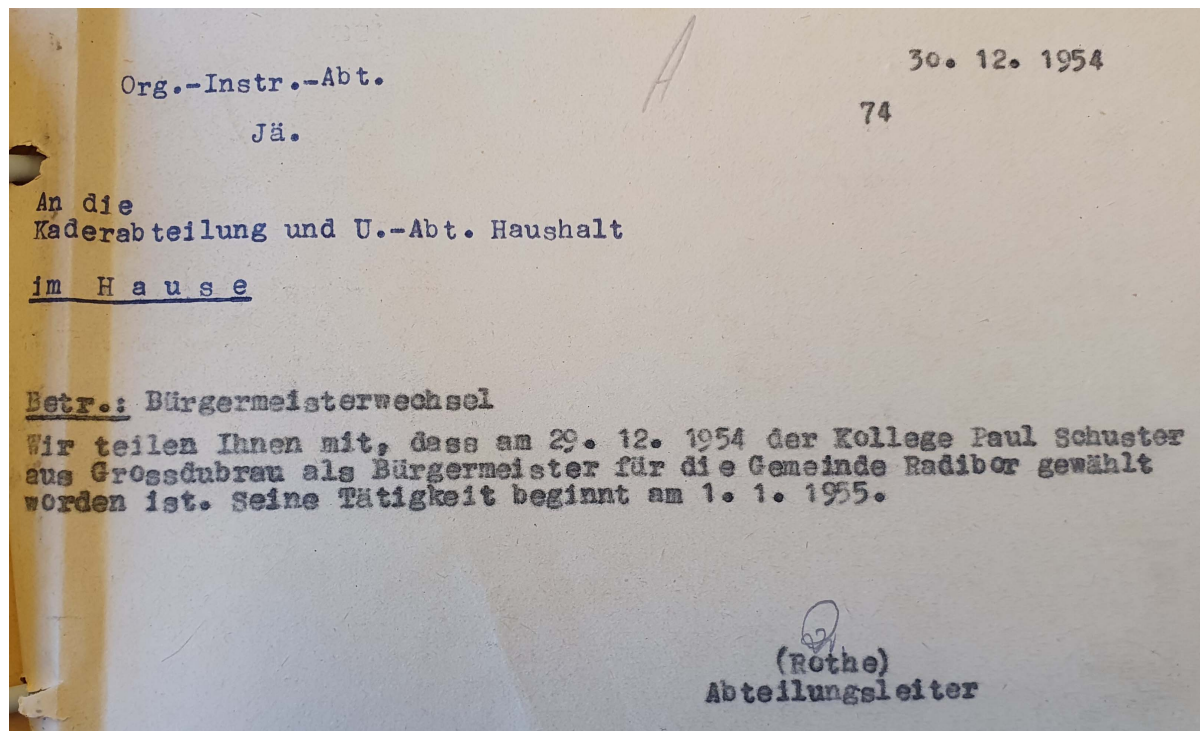 A
30. 12. 1954
Org.-Instr.-Abt.
74
Jä.
An die
Kaderabteilung und U.-Abt. Haushalt
im H a u s e
Betr.: Bürgermeisterwechsel
Wir teilen Ihnen mit, dass am 29. 12. 1954 der Kollege Paul Schuster
aus Grossdubrau als Bürgermeister für die Gemeinde Radibor gewählt
worden ist. Seine Tätigkeit beginnt am 1. 1. 1955.
(Rothe)
Abteilungsleiter